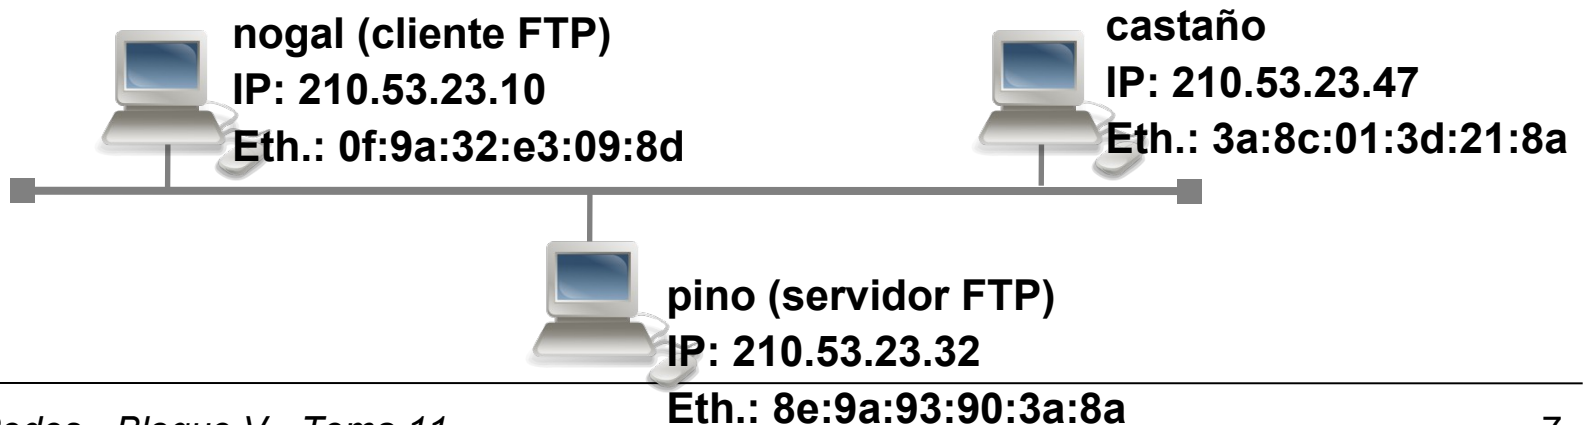 nogal (cliente FTP)
IP: 210.53.23.10
Eth.: 0f:9a:32:e3:09:8d
castaño
IP: 210.53.23.47
Eth.: 3a:8c:01:3d:21:8a
pino (servidor FTP)
IP: 210.53.23.32
Eth.: 8e:9a:93:90:3a:8a
Bloque V - Tema 11
7